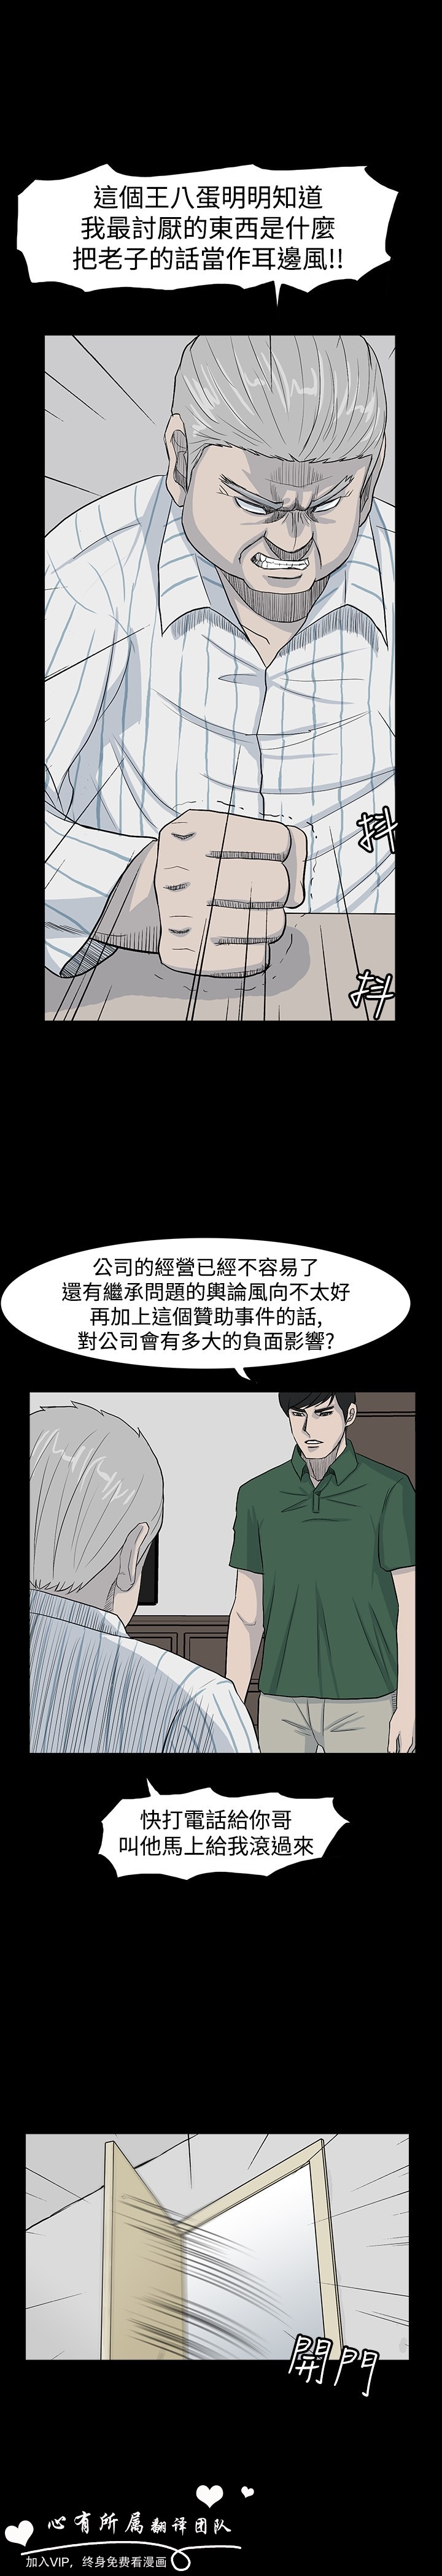 這個王八蛋明明知道
我最討厭的東西是什麼
把老子的話當作耳邊風!!
抖
抖
公司的經營已經不容易了
還有繼承問題的輿論風向不太好
再加上這個贊助事件的話,
對公司會有多大的負面影響?
快打電話給你哥
叫他馬上給我滾過來
開門
心有所属翻译团队
加入VIP，终身免费看漫画